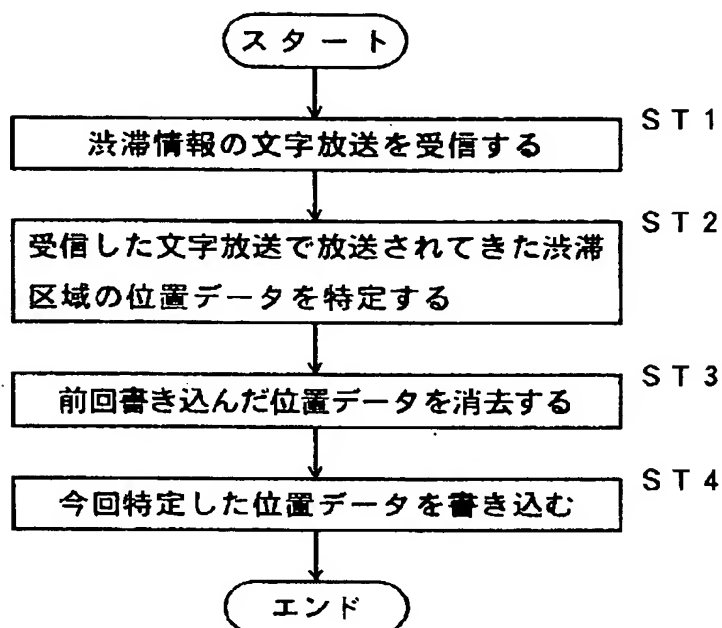 スタート
ST1
渋滞情報の文字放送を受信する
ST2
受信した文字放送で放送されてきた渋滞
区域の位置データを特定する
ST3
前回書き込んだ位置データを消去する
ST4
今回特定した位置データを書き込む
エンド